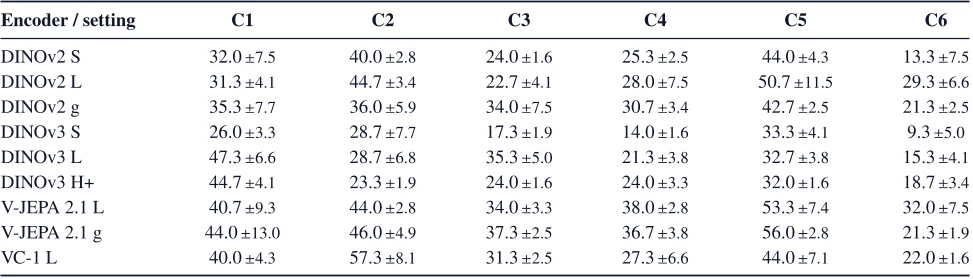 Encoder / setting C1 C2 C3 C4 C5 C6
DINOv2 S 32.0 ±7.5 40.0 ±2.8 24.0 ±1.6 25.3 ±2.5 44.0 ±4.3 13.3 ±7.5
DINOv2 L 31.3 ±4.1 44.7 ±3.4 22.7 ±4.1 28.0 ±7.5 50.7 ±11.5 29.3 ±6.6
DINOv2 g 35.3 ±7.7 36.0 ±5.9 34.0 ±7.5 30.7 ±3.4 42.7 ±2.5 21.3 ±2.5
DINOv3 S 26.0 ±3.3 28.7 ±7.7 17.3 ±1.9 14.0 ±1.6 33.3 ±4.1 9.3 ±5.0
DINOv3 L 47.3 ±6.6 28.7 ±6.8 35.3 ±5.0 21.3 ±3.8 32.7 ±3.8 15.3 ±4.1
DINOv3 H+ 44.7 ±4.1 23.3 ±1.9 24.0 ±1.6 24.0 ±3.3 32.0 ±1.6 18.7 ±3.4
V-JEPA 2.1 L 40.7 ±9.3 44.0 ±2.8 34.0 ±3.3 38.0 ±2.8 53.3 ±7.4 32.0 ±7.5
V-JEPA 2.1 g 44.0 ±13.0 46.0 ±4.9 37.3 ±2.5 36.7 ±3.8 56.0 ±2.8 21.3 ±1.9
VC-1 L 40.0 ±4.3 57.3 ±8.1 31.3 ±2.5 27.3 ±6.6 44.0 ±7.1 22.0 ±1.6